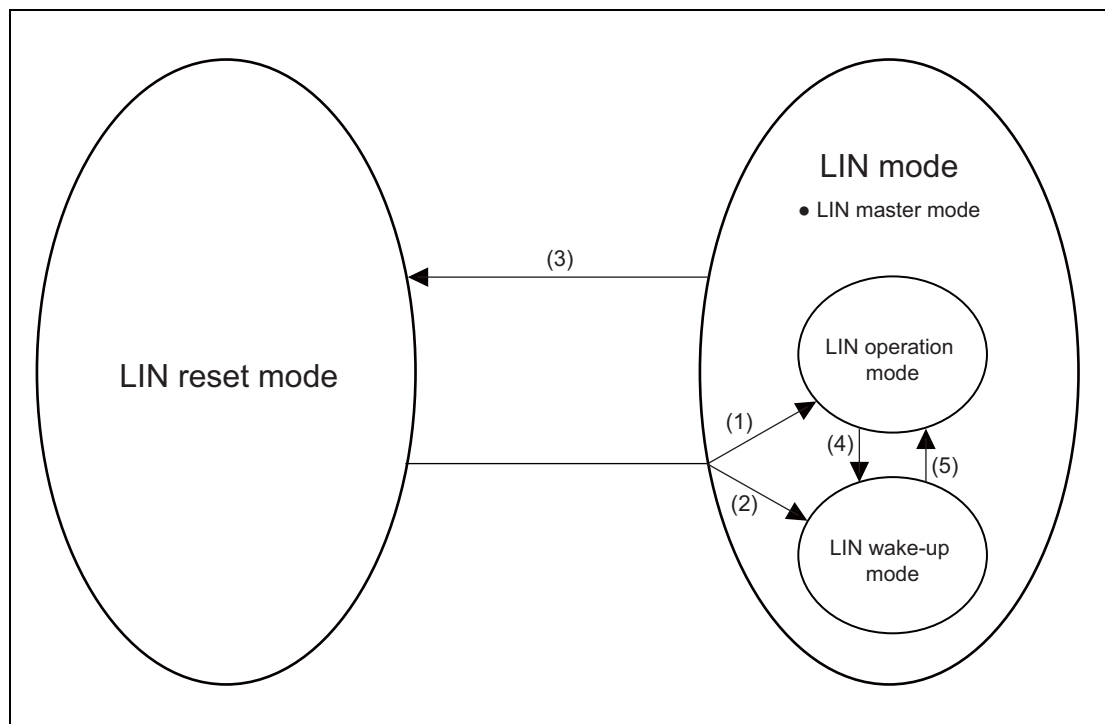 LIN mode
● LIN master mode
(3)
LIN reset mode
LIN operation
mode
(1)
(4)
(5)
(2)
LIN wake-up
mode